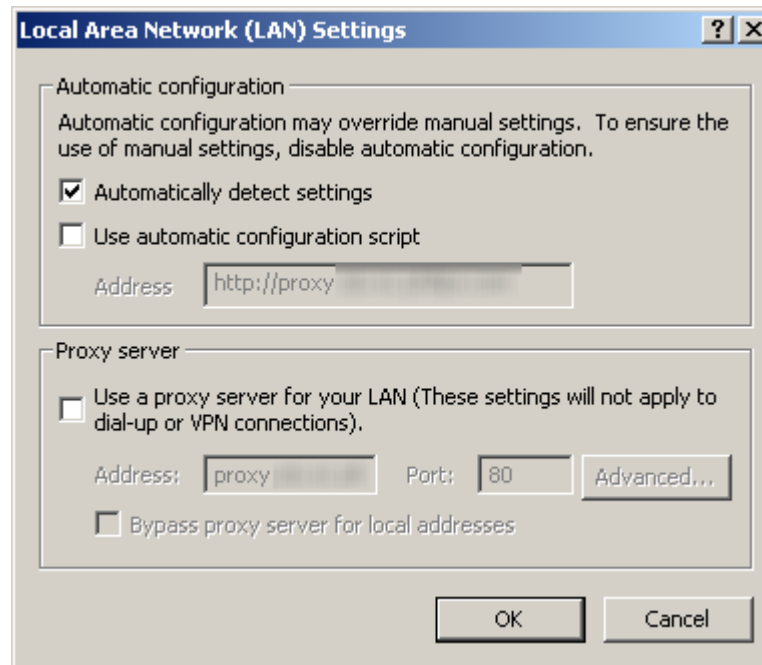 Local Area Network (LAN) Settings
Automatic configuration
Automatic configuration may override manual settings. To ensure the
use of manual settings, disable automatic configuration.
Automatically detect settings
Use automatic configuration script
Address http://proxy
Proxy server
Use a proxy server for your LAN (These settings will not apply to
dial-up or VPN connections).
Address: proxy Port: 80 Advanced...
Bypass proxy server for local addresses
OK Cancel